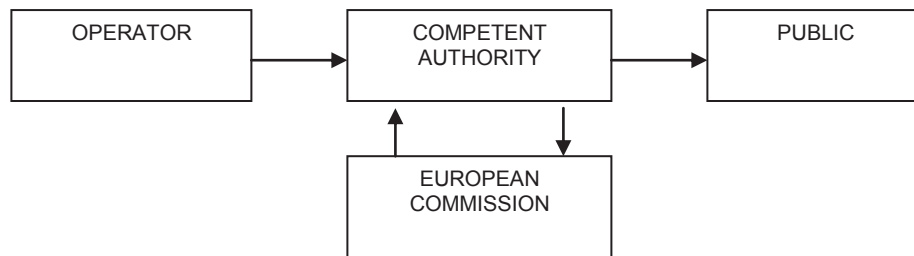 OPERATOR
COMPETENT
AUTHORITY
PUBLIC
EUROPEAN
COMMISSION